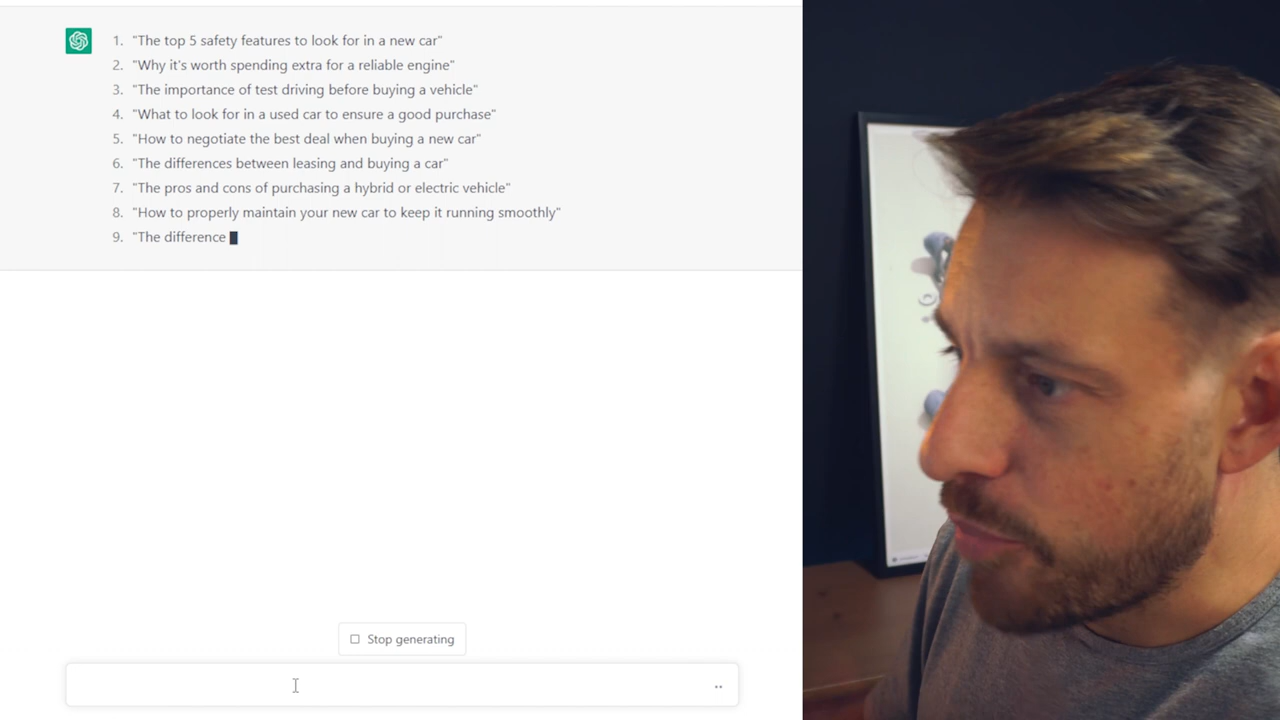 1. "The top 5 safety features to look for in a new car"
2. "Why it's worth spending extra for a reliable engine"
3. "The importance of test driving before buying a vehicle"
4. "What to look for in a used car to ensure a good purchase"
5. "How to negotiate the best deal when buying a new car"
6. "The differences between leasing and buying a car"
7. "The pros and cons of purchasing a hybrid or electric vehicle"
8. "How to properly maintain your new car to keep it running smoothly"
9. "The difference
Stop generating